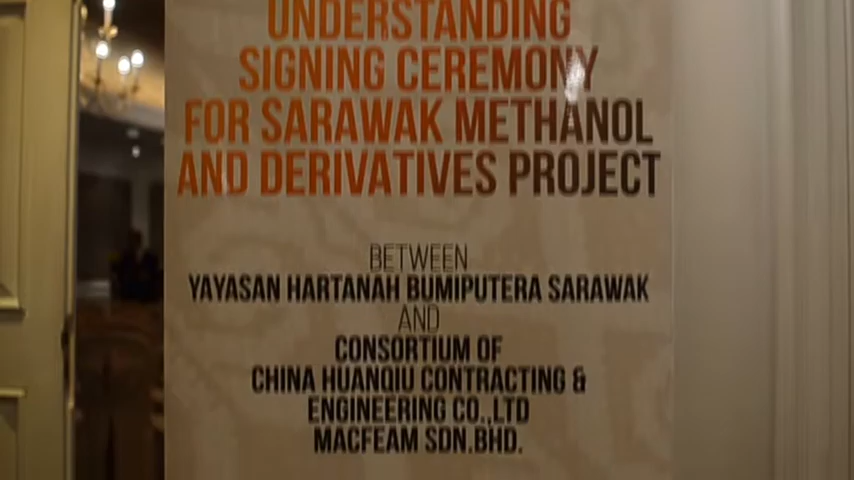 UNDERSTANDING
SIGNING CEREMONY
FOR SARAWAK METHANOL
AND DERIVATIVES PROJECT
BETWEEN
YAYASAN HARTANAH BUMIPUTERA SARAWAK
AND
CONSORTIUM OF
CHINA HUANQIU CONTRACTING &
ENGINEERING CO.,LTD
MACFEAM SDN.BHD.